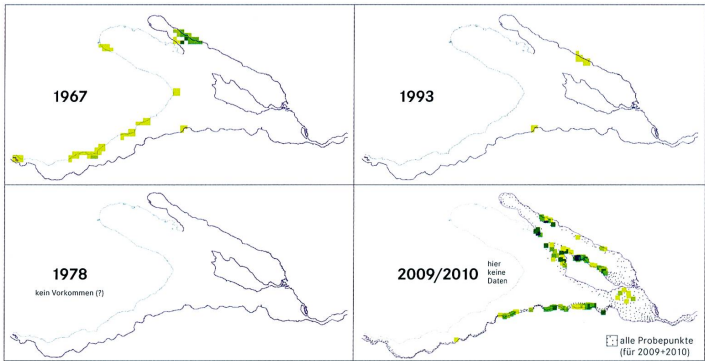 1967
1993
1978
kein Vorkommen (?)
2009/2010
hier
keine
Daten
alle Probepunkte
(für 2009+2010)